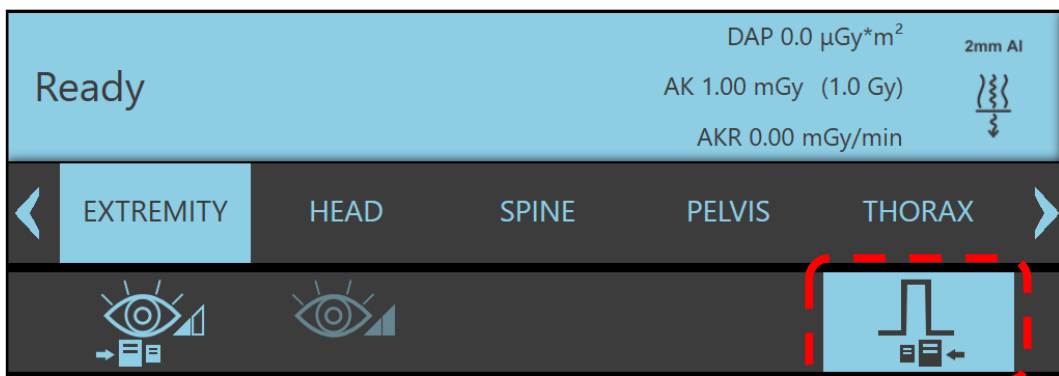 DAP 0.0 µGy*m²
2mm Al
Ready
AK 1.00 mGy (1.0 Gy)
AKR 0.00 mGy/min
EXTREMITY HEAD SPINE PELVIS THORAX